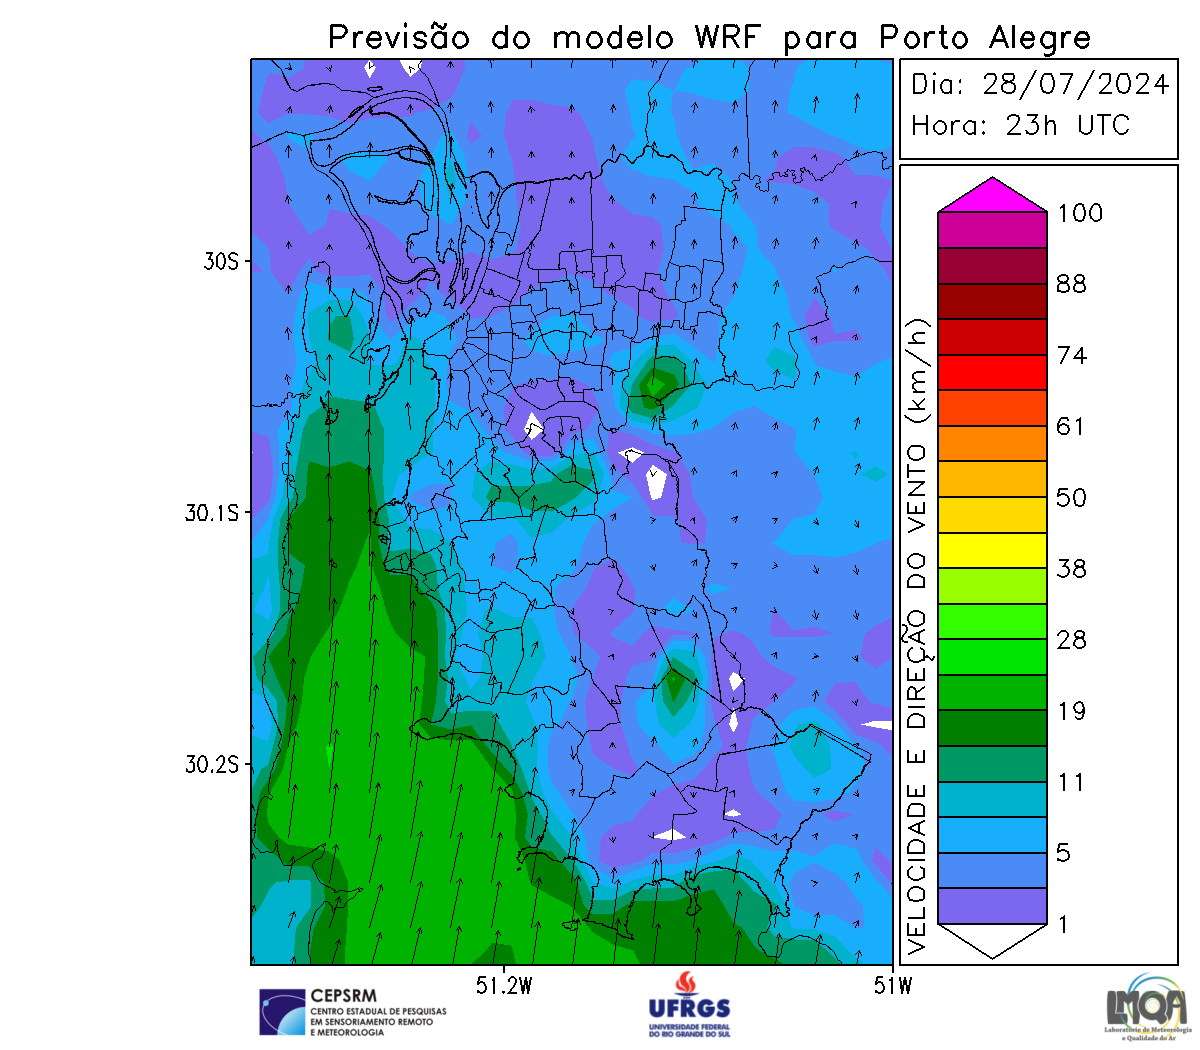 Previsão do modelo WRF para Porto Alegre
Dia: 28/07/2024
Hora: 23h UTC
100
88
74
61
50
38
28
19
11
5
1
VELOCIDADE E DIREÇÃO DO VENTO (km/h)
30S
30.1S
30.2S
51.2W
51W
CEPSRM
CENTRO ESTADUAL DE PESQUISAS
EM SENSORIAMENTO REMOTO
E METEOROLOGIA
UFRGS
UNIVERSIDADE FEDERAL
DO RIO GRANDE DO SUL
LMQA
Laboratório de Meteorologia
e Qualidade do Ar